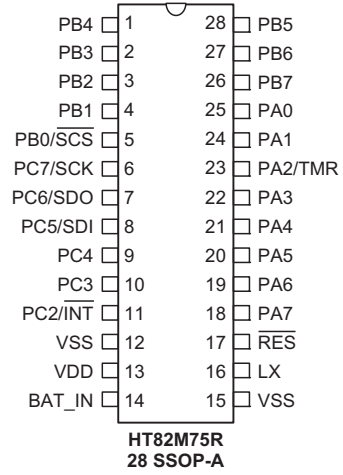 PB4 1 28 PB5
PB3 2 27 PB6
PB2 3 26 PB7
PB1 4 25 PA0
PB0/S̅C̅S̅ 5 24 PA1
PC7/SCK 6 23 PA2/TMR
PC6/SDO 7 22 PA3
PC5/SDI 8 21 PA4
PC4 9 20 PA5
PC3 10 19 PA6
PC2/I̅N̅T̅ 11 18 PA7
VSS 12 17 R̅E̅S̅
VDD 13 16 LX
BAT_IN 14 15 VSS
HT82M75R
28 SSOP-A